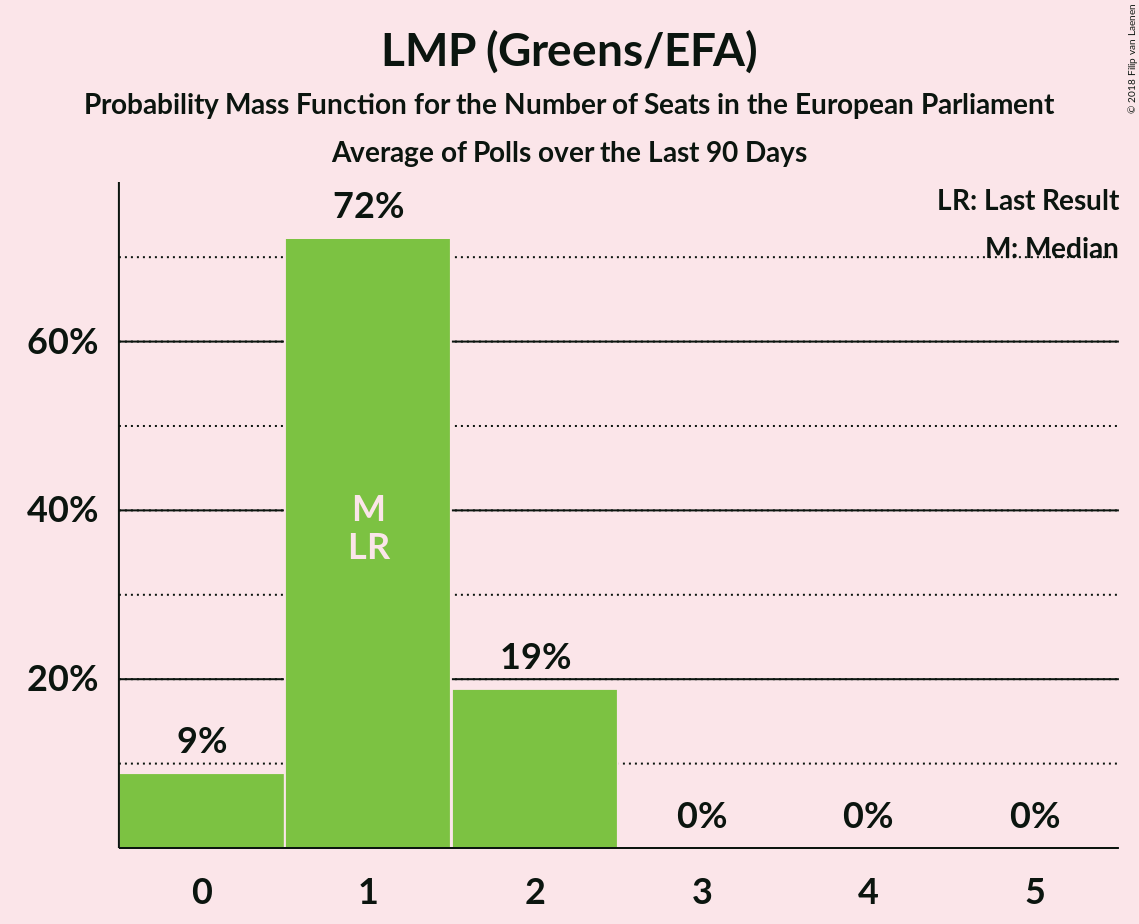 LMP (Greens/EFA)
Probability Mass Function for the Number of Seats in the European Parliament
Average of Polls over the Last 90 Days
© 2018 Filip van Laenen
LR: Last Result
M: Median
72%
60%
40%
M
LR
20%
19%
9%
0%
0%
0%
0
1
2
3
4
5